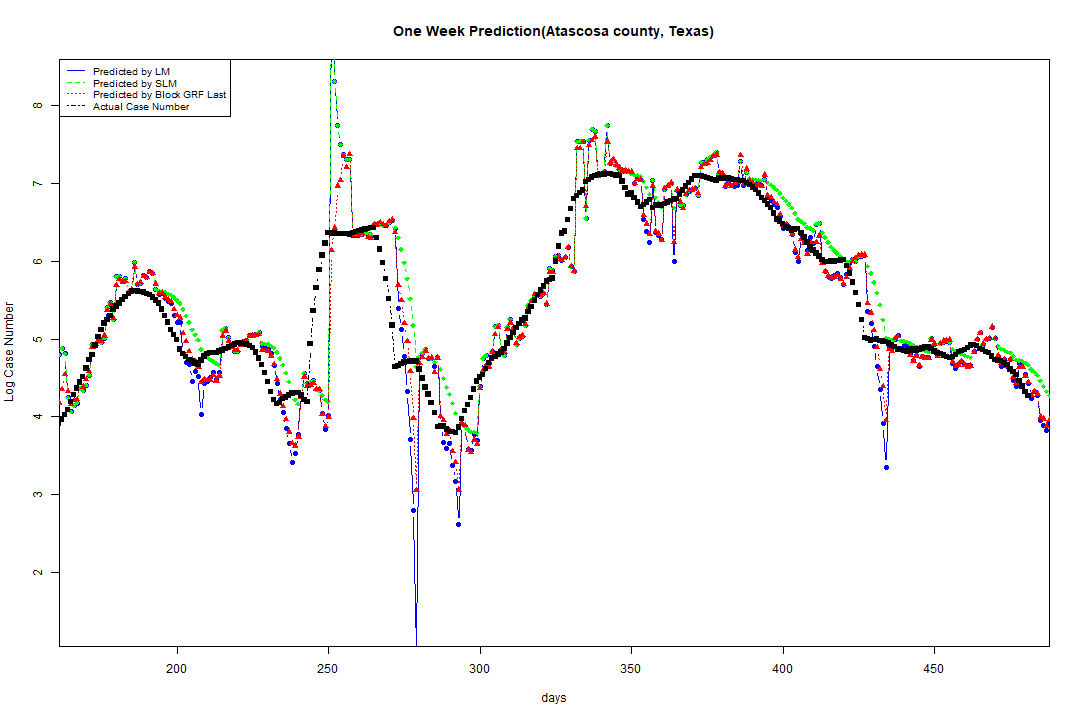 One Week Prediction(Atascosa county, Texas)
Predicted by LM
Predicted by SLM
Predicted by Block GRF Last
Actual Case Number
8
7
6
5
4
3
2
Log Case Number
200 250 300 350 400 450
days